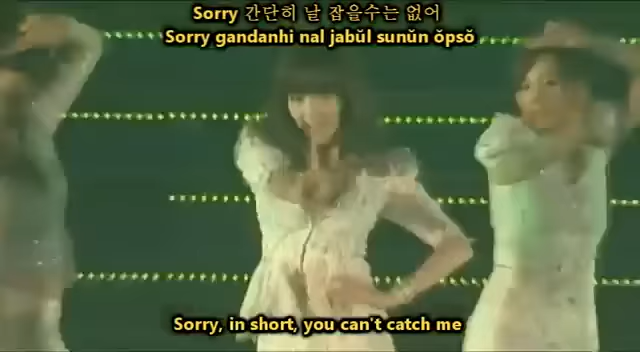 Sorry 간단히 날 잡을수는 없어
Sorry gandanhi nal jabŭl sunŭn ŏpsŏ
Sorry, in short, you can't catch me